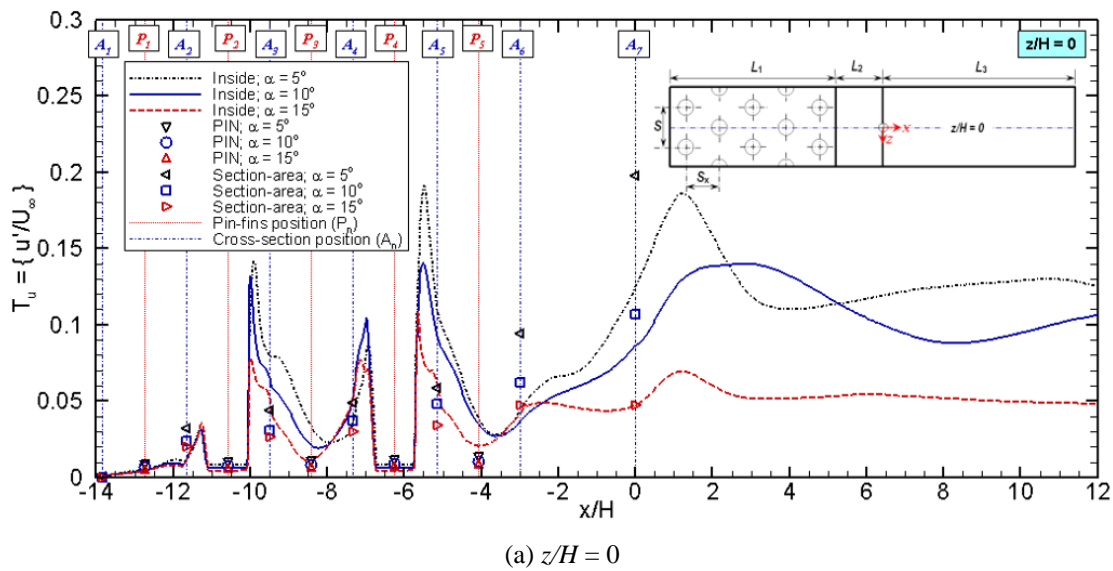 A1 P1 A2 P2 A3 P3 A4 P4 A5 P5 A6 A7 z/H = 0
0.3
0.25
0.2
0.15
0.1
0.05
0
Tu = { u'/U∞ }
Inside; α = 5°
Inside; α = 10°
Inside; α = 15°
PIN; α = 5°
PIN; α = 10°
PIN; α = 15°
Section-area; α = 5°
Section-area; α = 10°
Section-area; α = 15°
Pin-fins position (Pn)
Cross-section position (An)
L1 L2 L3
S x z z/H = 0
Sx
-14 -12 -10 -8 -6 -4 -2 0 2 4 6 8 10 12
x/H
(a) z/H = 0